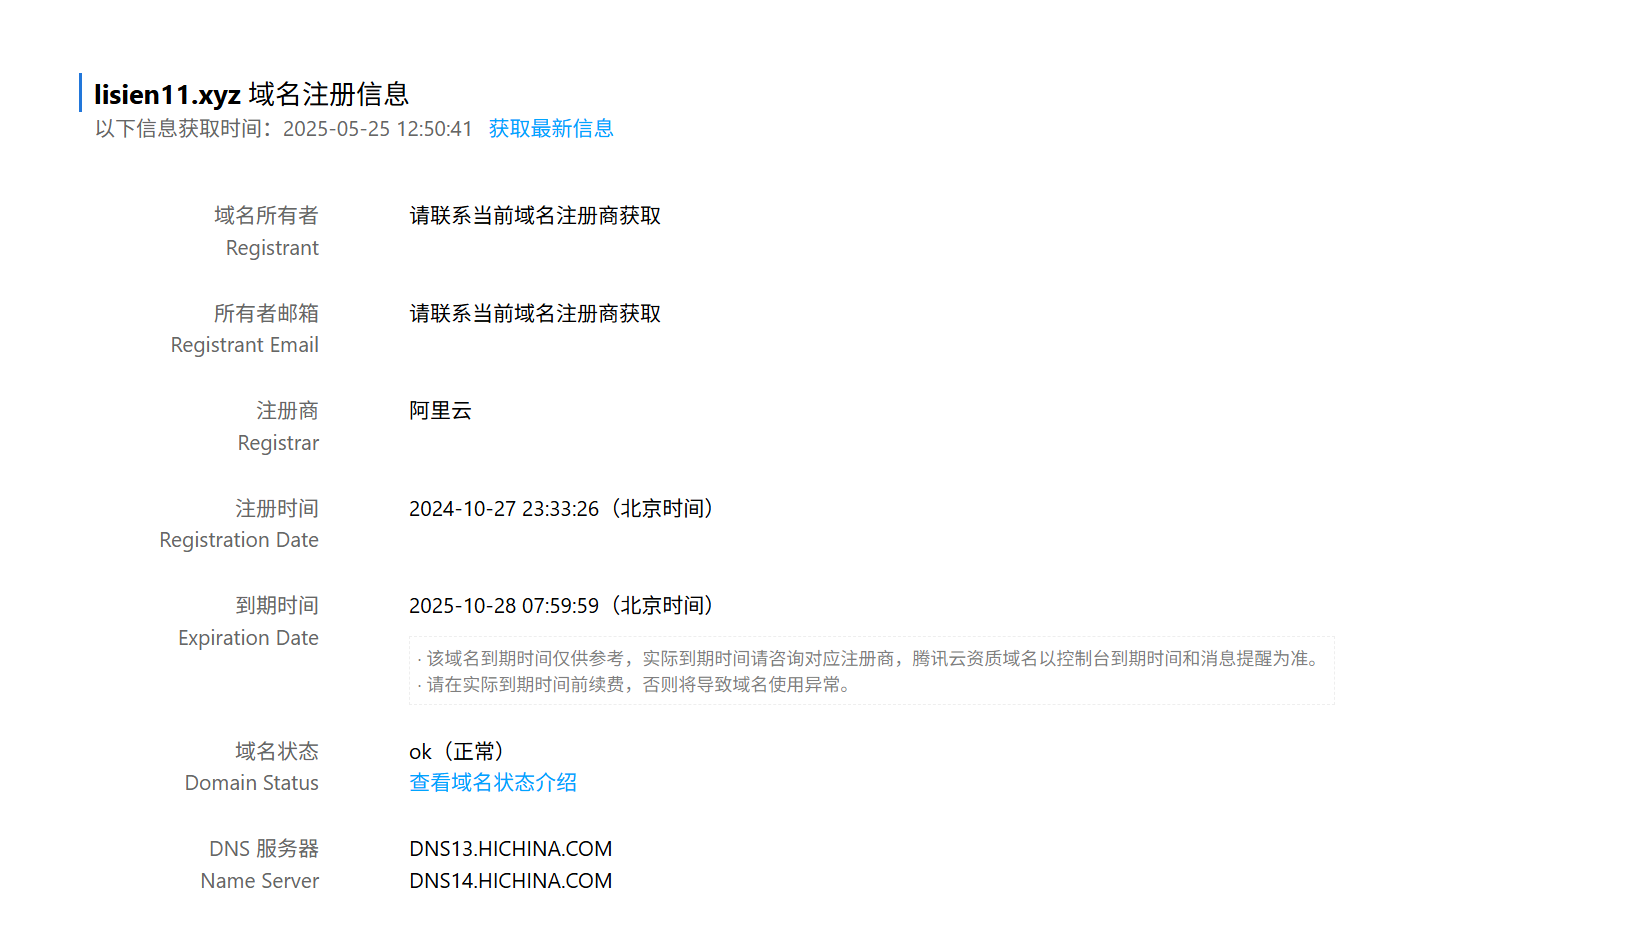 lisien11.xyz 域名注册信息
以下信息获取时间：2025-05-25 12:50:41 获取最新信息
域名所有者 请联系当前域名注册商获取
Registrant
所有者邮箱 请联系当前域名注册商获取
Registrant Email
注册商 阿里云
Registrar
注册时间 2024-10-27 23:33:26（北京时间）
Registration Date
到期时间 2025-10-28 07:59:59（北京时间）
Expiration Date
· 该域名到期时间仅供参考，实际到期时间请咨询对应注册商，腾讯云资质域名以控制台到期时间和消息提醒为准。
· 请在实际到期时间前续费，否则将导致域名使用异常。
域名状态 ok（正常）
Domain Status 查看域名状态介绍
DNS 服务器 DNS13.HICHINA.COM
Name Server DNS14.HICHINA.COM